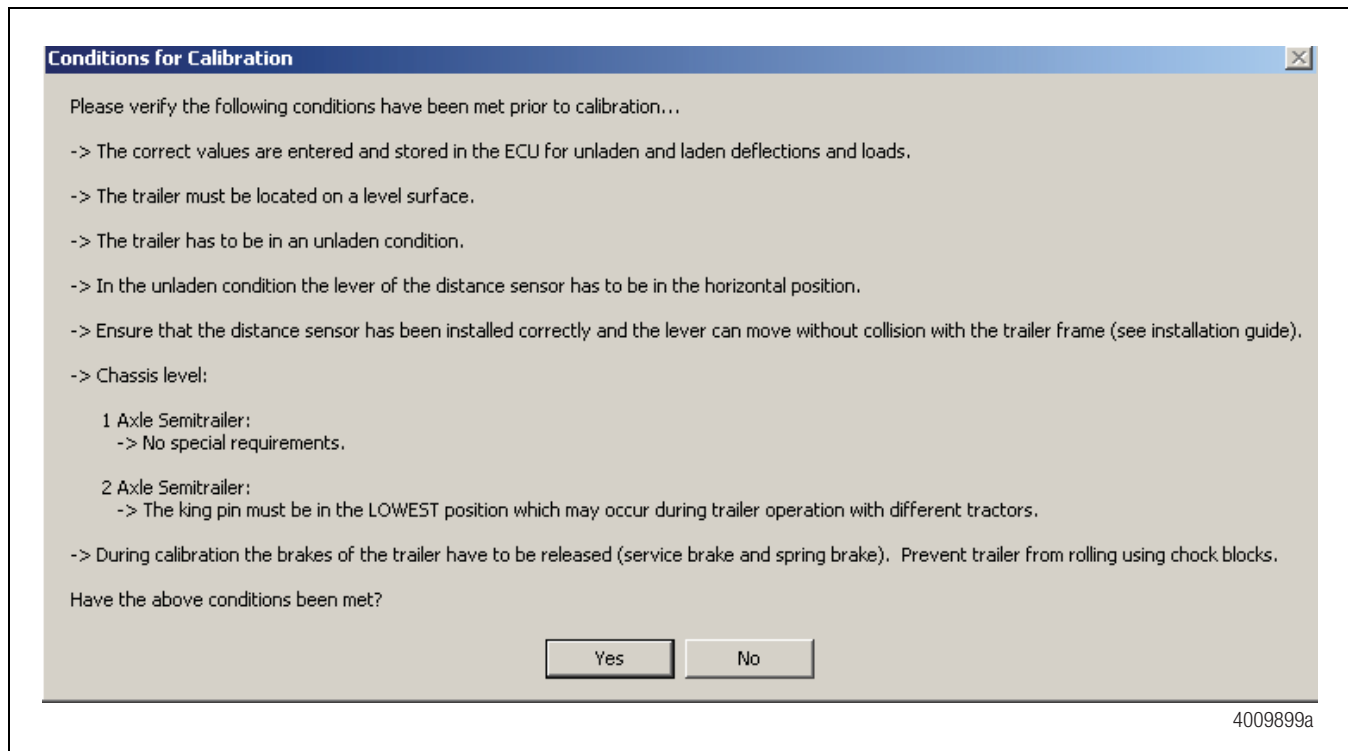 Conditions for Calibration
Please verify the following conditions have been met prior to calibration...
-> The correct values are entered and stored in the ECU for unladen and laden deflections and loads.
-> The trailer must be located on a level surface.
-> The trailer has to be in an unladen condition.
-> In the unladen condition the lever of the distance sensor has to be in the horizontal position.
-> Ensure that the distance sensor has been installed correctly and the lever can move without collision with the trailer frame (see installation guide).
-> Chassis level:
1 Axle Semitrailer:
-> No special requirements.
2 Axle Semitrailer:
-> The king pin must be in the LOWEST position which may occur during trailer operation with different tractors.
-> During calibration the brakes of the trailer have to be released (service brake and spring brake).  Prevent trailer from rolling using chock blocks.
Have the above conditions been met?
Yes No
4009899a